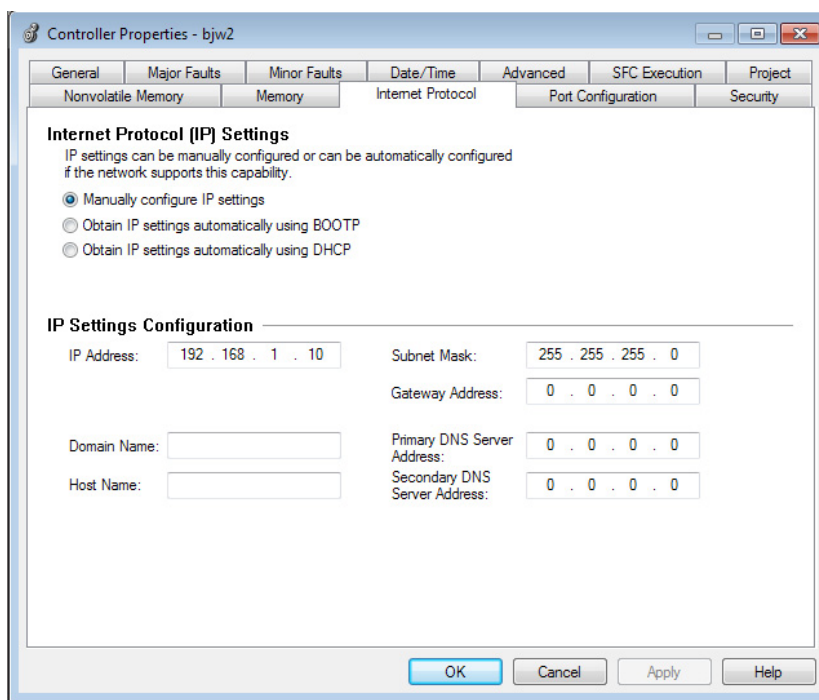 Controller Properties - bjw2
General Major Faults Minor Faults Date/Time Advanced SFC Execution Project
Nonvolatile Memory Memory Internet Protocol Port Configuration Security
Internet Protocol (IP) Settings
IP settings can be manually configured or can be automatically configured
if the network supports this capability.
Manually configure IP settings
Obtain IP settings automatically using BOOTP
Obtain IP settings automatically using DHCP
IP Settings Configuration
IP Address: 192 . 168 . 1 . 10 Subnet Mask: 255 . 255 . 255 . 0
Gateway Address: 0 . 0 . 0 . 0
Domain Name: Primary DNS Server
Address: 0 . 0 . 0 . 0
Host Name: Secondary DNS
Server Address: 0 . 0 . 0 . 0
OK Cancel Apply Help